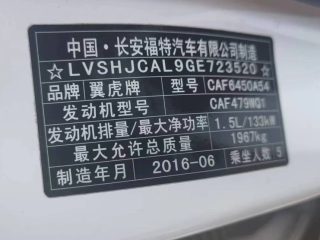 中国·长安福特汽车有限公司制造
☆LVSHJCAL9GE723520☆
品牌 翼虎牌 型号 CAF6450A54
发动机型号 CAF479WQ1
发动机排量/最大净功率 1.5L/133kW
最大允许总质量 1967kg
制造年月 2016-06 乘坐人数 5